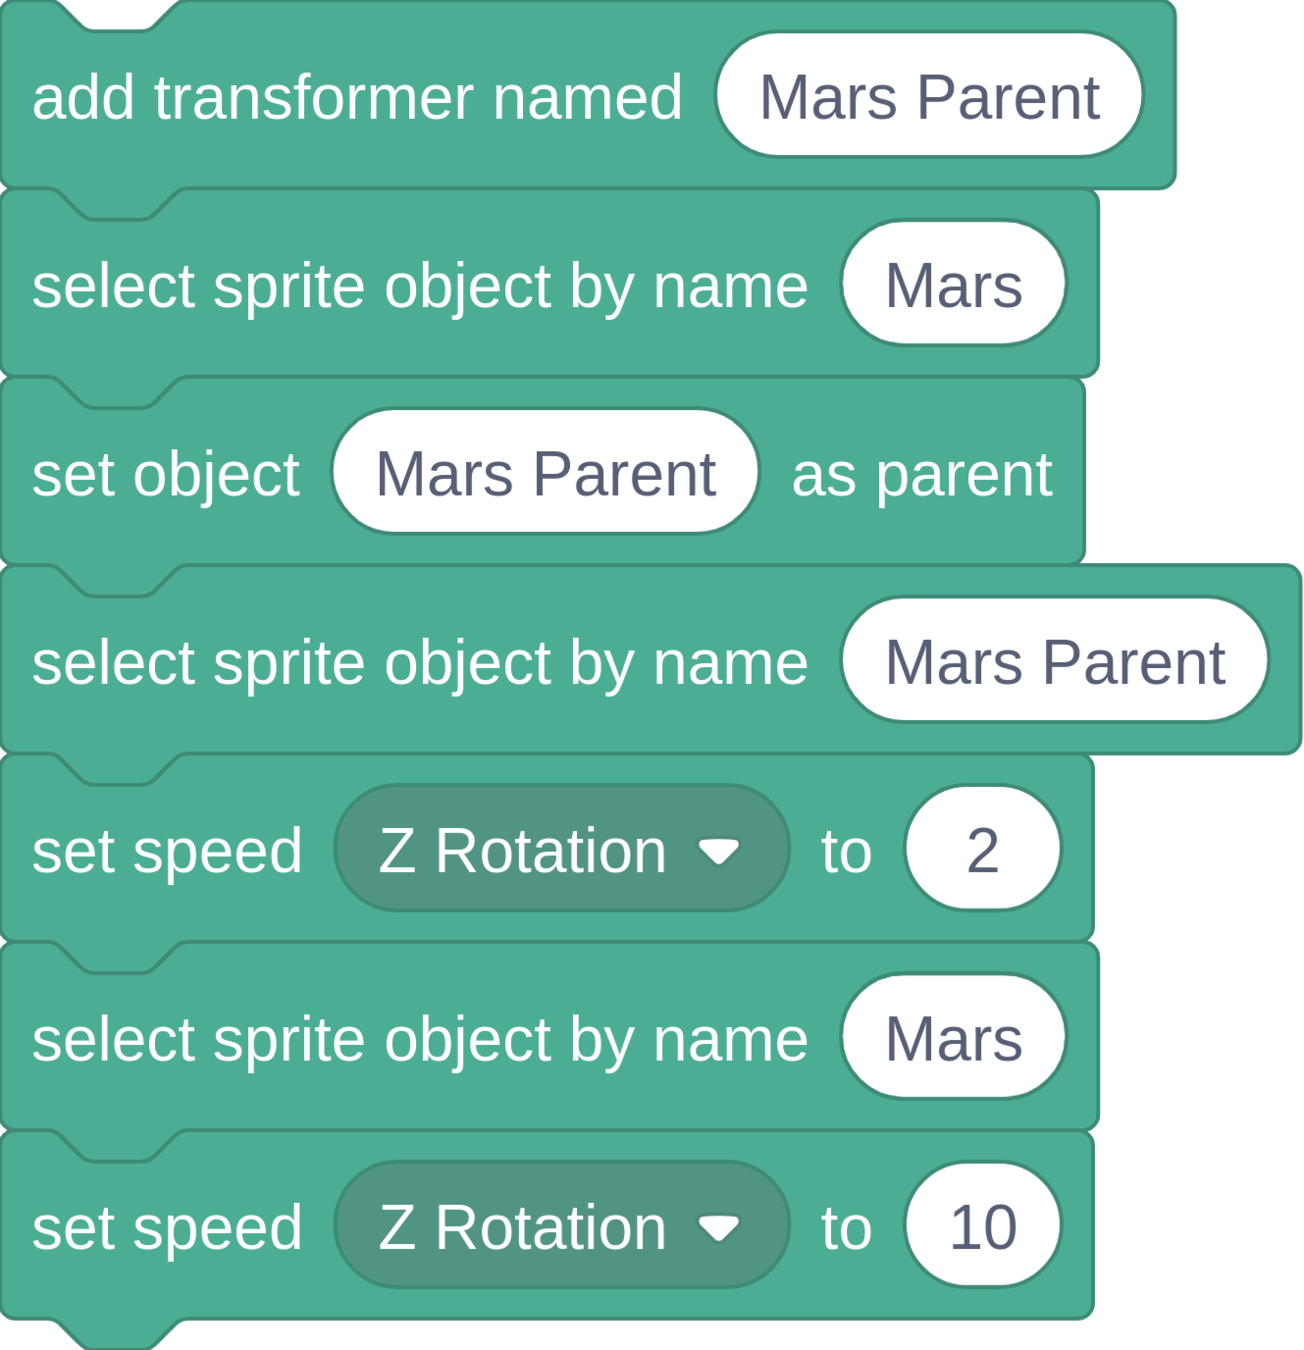 add transformer named Mars Parent
select sprite object by name Mars
set object Mars Parent as parent
select sprite object by name Mars Parent
set speed Z Rotation to 2
select sprite object by name Mars
set speed Z Rotation to 10